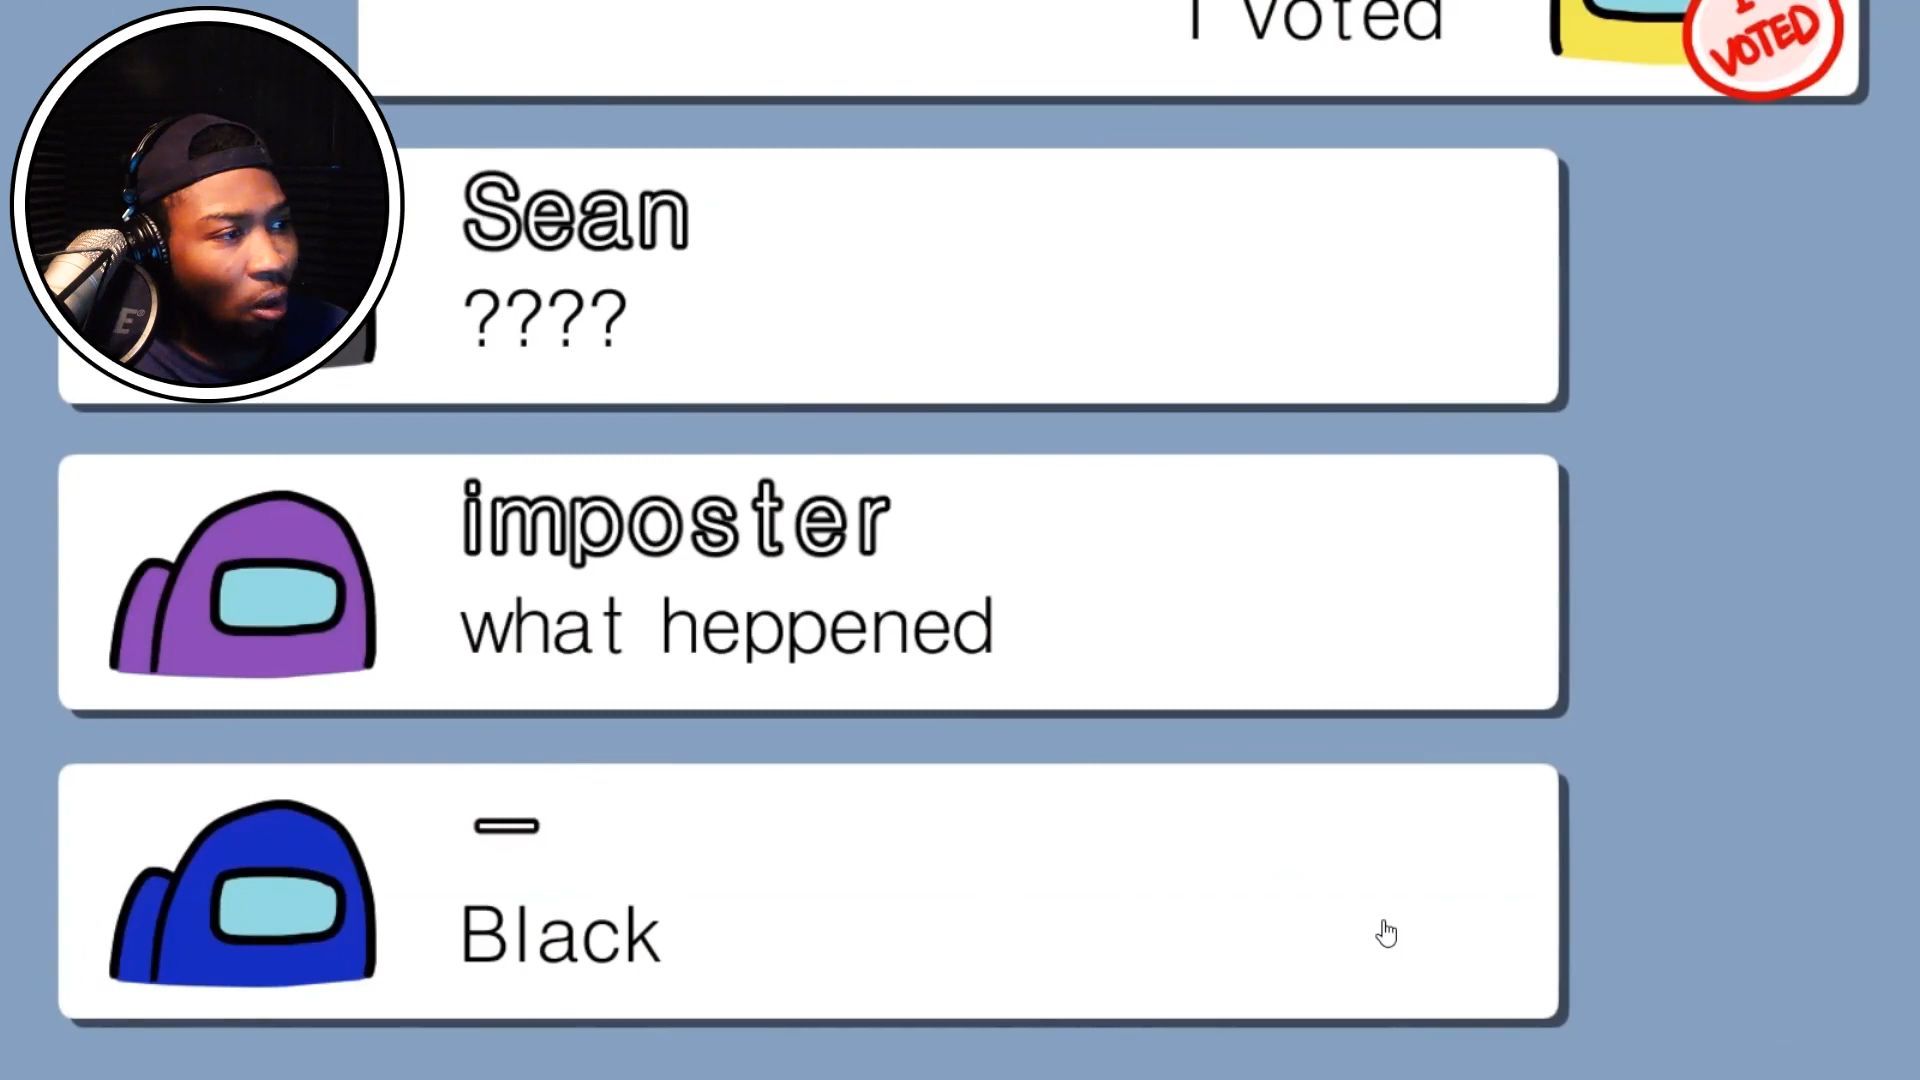 I voted
VOTED
Sean
????
imposter
what heppened
—
Black